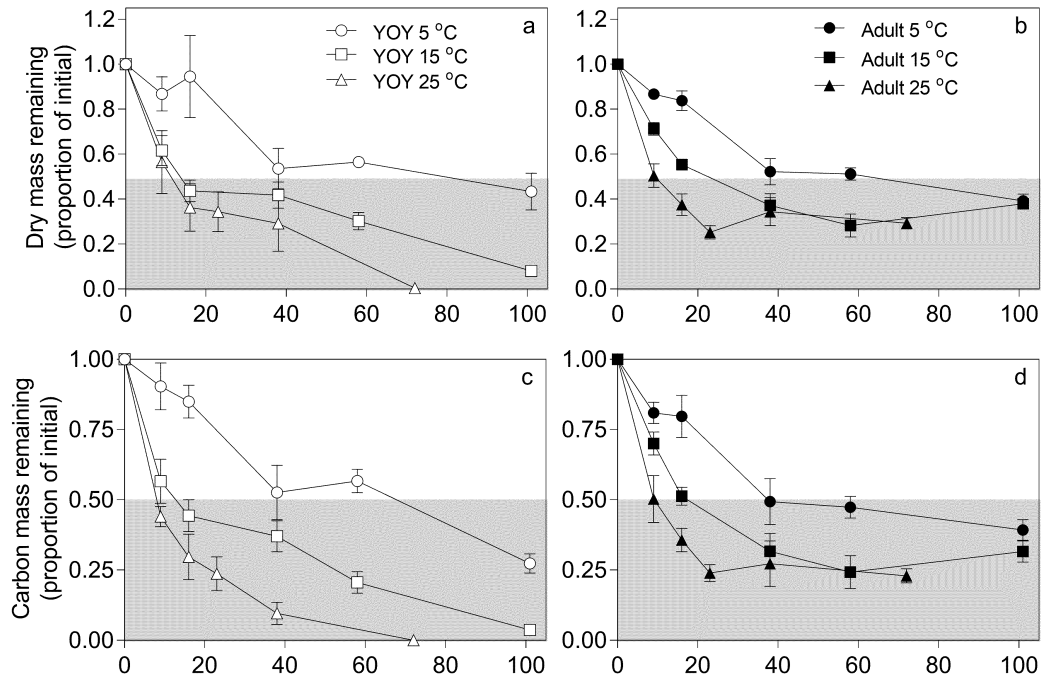 a
YOY 5 °C
YOY 15 °C
YOY 25 °C
1.2
1.0
0.8
0.6
0.4
0.2
0.0
Dry mass remaining
(proportion of initial)
0 20 40 60 80 100
b
Adult 5 °C
Adult 15 °C
Adult 25 °C
1.2
1.0
0.8
0.6
0.4
0.2
0.0
0 20 40 60 80 100
c
1.00
0.75
0.50
0.25
0.00
Carbon mass remaining
(proportion of initial)
0 20 40 60 80 100
d
1.00
0.75
0.50
0.25
0.00
0 20 40 60 80 100